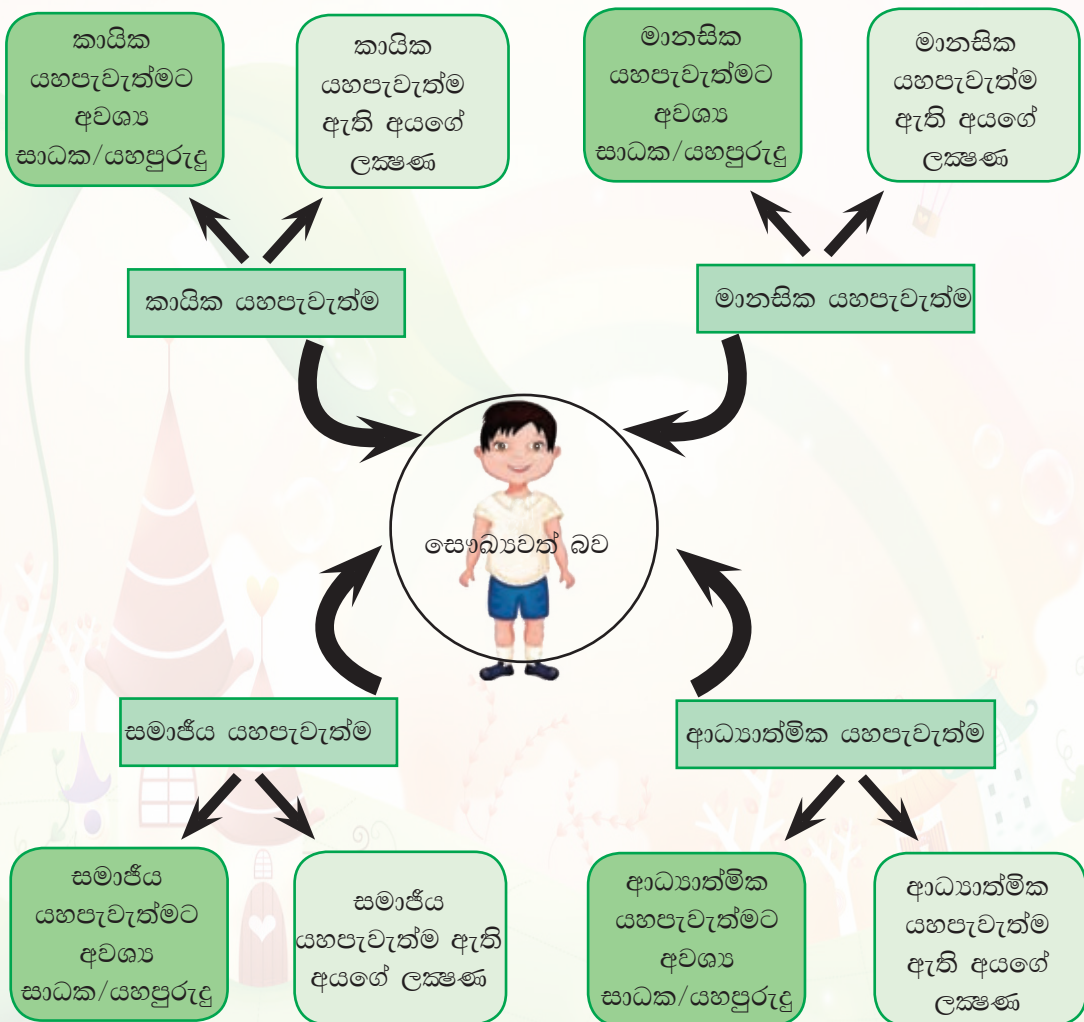 කායික
යහපැවැත්මට
අවශ්‍ය
සාධක/යහපුරුදු
කායික
යහපැවැත්ම
ඇති අයගේ
ලක්‍ෂණ
මානසික
යහපැවැත්මට
අවශ්‍ය
සාධක/යහපුරුදු
මානසික
යහපැවැත්ම
ඇති අයගේ
ලක්‍ෂණ
කායික යහපැවැත්ම
මානසික යහපැවැත්ම
සෞඛ්‍යවත් බව
සමාජීය යහපැවැත්ම
ආධ්‍යාත්මික යහපැවැත්ම
සමාජීය
යහපැවැත්මට
අවශ්‍ය
සාධක/යහපුරුදු
සමාජීය
යහපැවැත්ම ඇති
අයගේ ලක්‍ෂණ
ආධ්‍යාත්මික
යහපැවැත්මට
අවශ්‍ය
සාධක/යහපුරුදු
ආධ්‍යාත්මික
යහපැවැත්ම
ඇති අයගේ
ලක්‍ෂණ